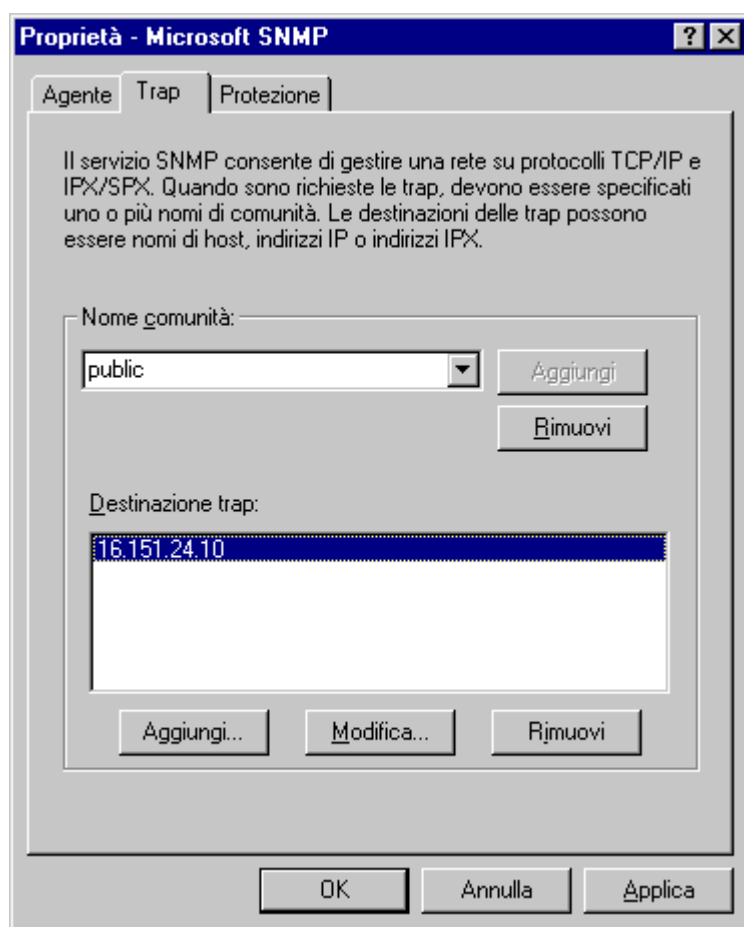 Proprietà - Microsoft SNMP
Agente Trap Protezione
Il servizio SNMP consente di gestire una rete su protocolli TCP/IP e
IPX/SPX. Quando sono richieste le trap, devono essere specificati
uno o più nomi di comunità. Le destinazioni delle trap possono
essere nomi di host, indirizzi IP o indirizzi IPX.
Nome comunità:
public
Aggiungi
Rimuovi
Destinazione trap:
16.151.24.10
Aggiungi... Modifica... Rimuovi
OK Annulla Applica